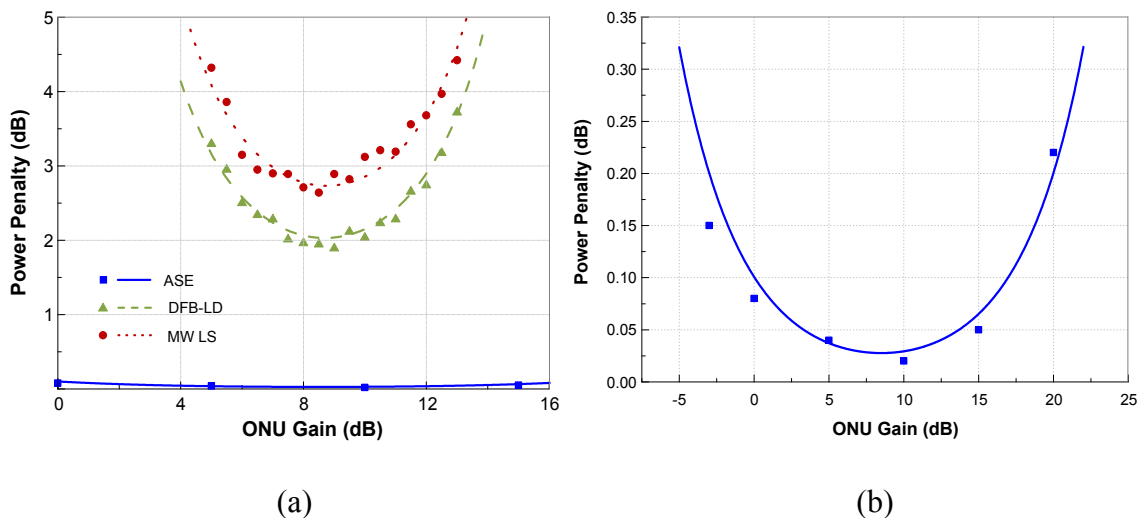 5
4
3
2
1
Power Penalty (dB)
ASE
DFB-LD
MW LS
0
4
8
12
16
ONU Gain (dB)
(a)
0.35
0.30
0.25
0.20
0.15
0.10
0.05
0.00
Power Penalty (dB)
-5
0
5
10
15
20
25
ONU Gain (dB)
(b)